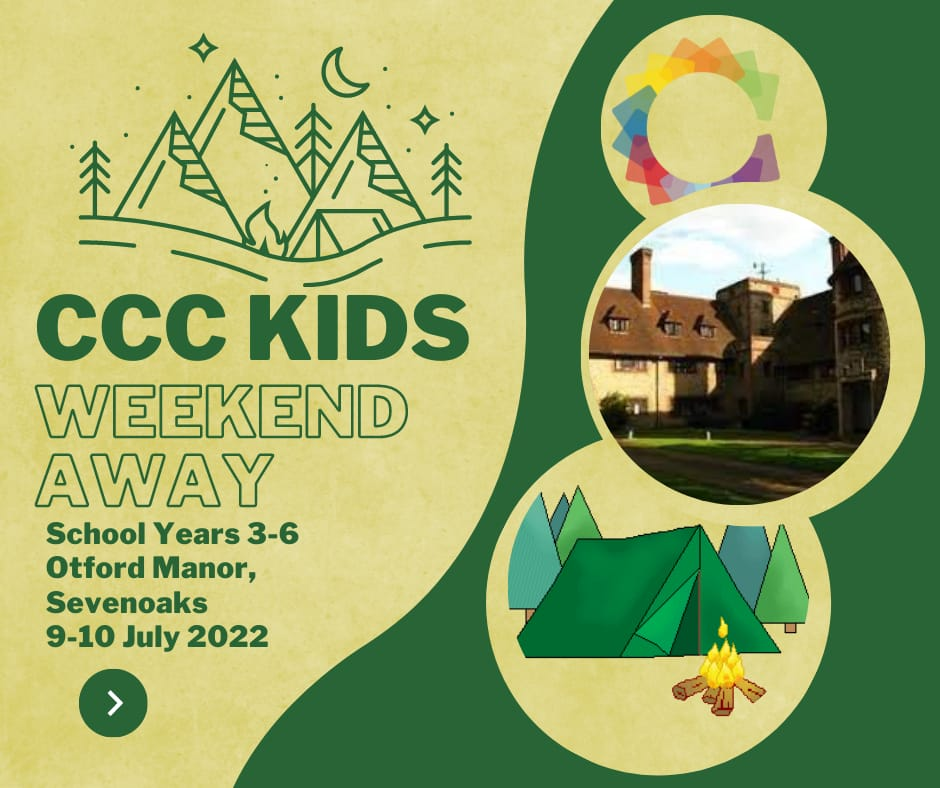 CCC KIDS
WEEKEND
AWAY
School Years 3-6
Otford Manor,
Sevenoaks
9-10 July 2022